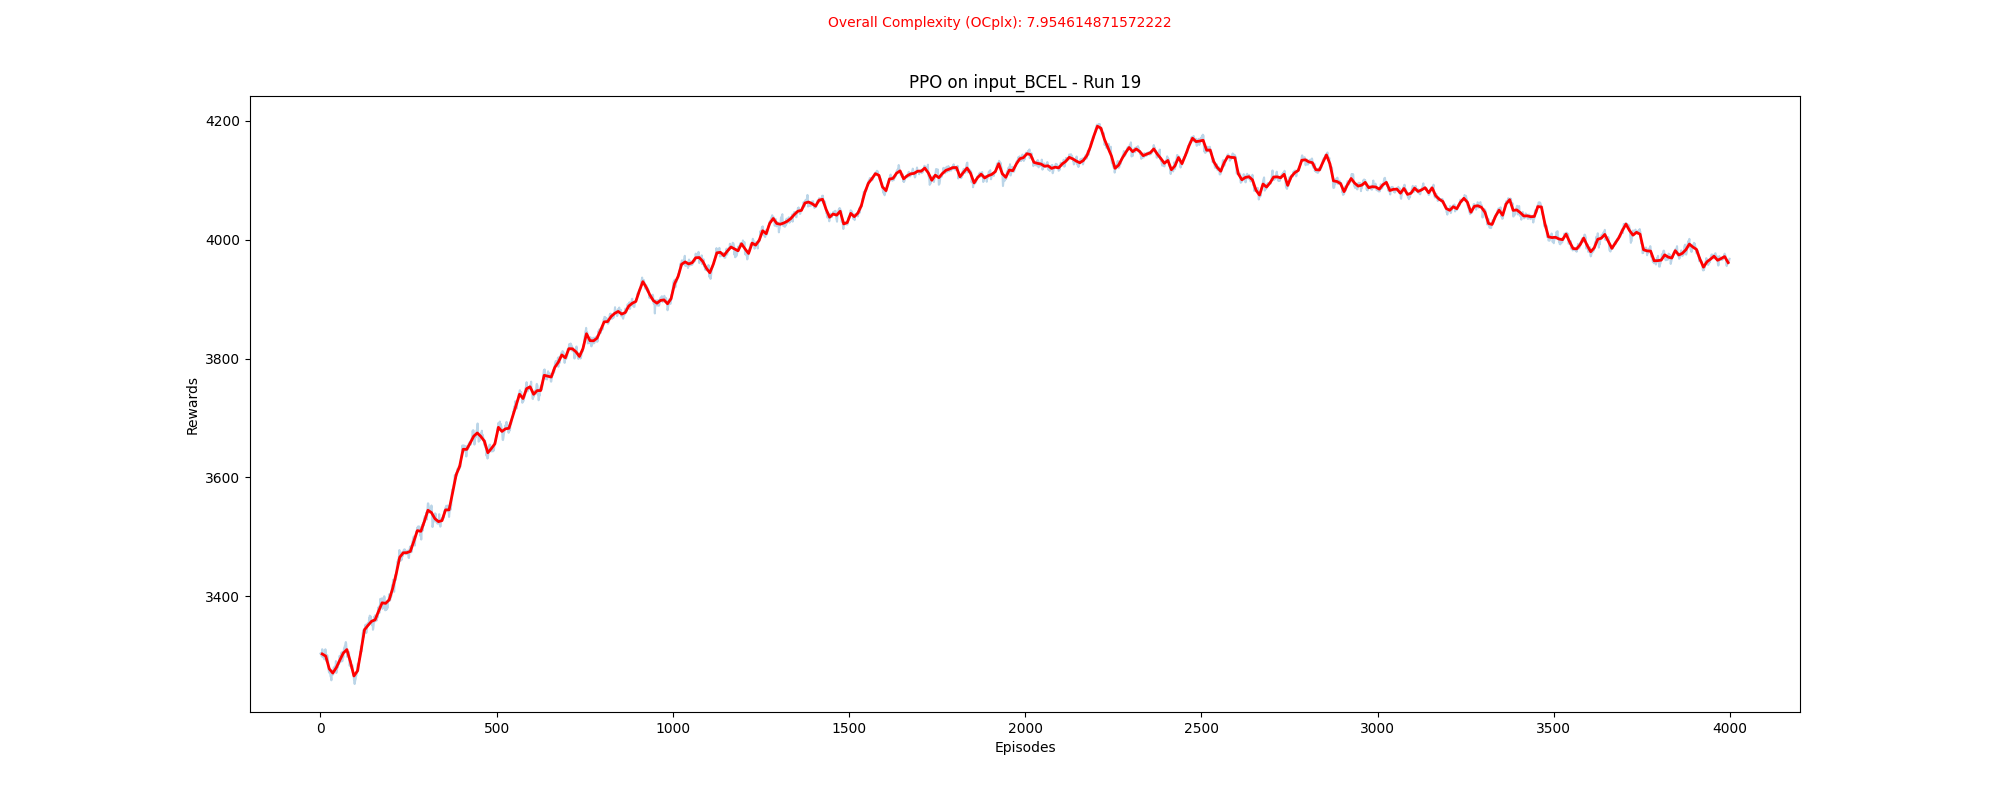 Overall Complexity (OCplx): 7.954614871572222
PPO on input_BCEL - Run 19
4200
4000
3800
3600
3400
Rewards
0 500 1000 1500 2000 2500 3000 3500 4000
Episodes